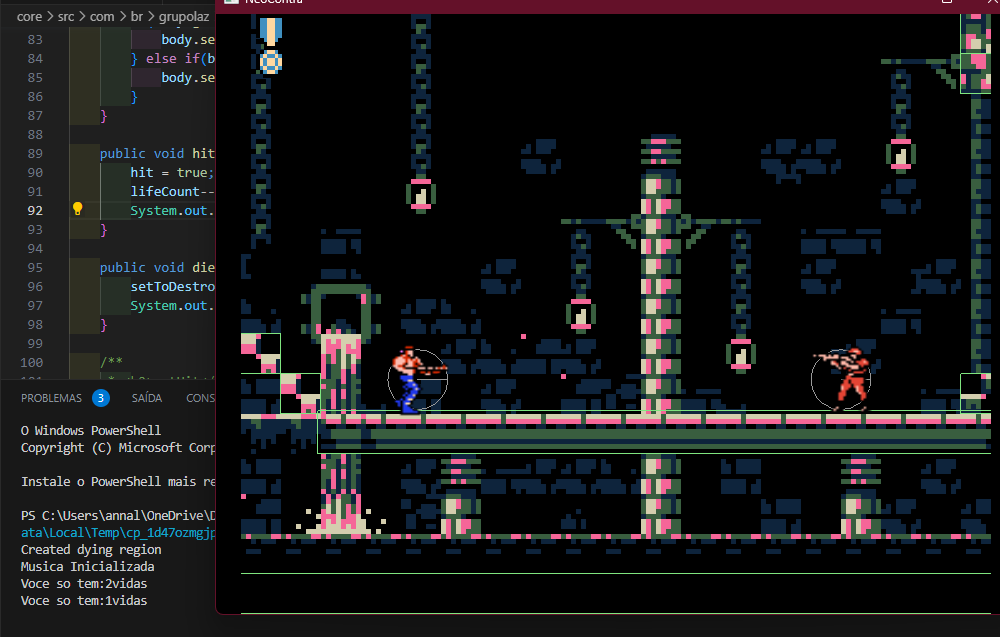 NeoContra
core > src > com > br > grupolaz
83 body.se
84 } else if(b
85 body.se
86 }
87 }
88
89 public void hit
90 hit = true;
91 lifeCount--
92 System.out.
93 }
94
95 public void die
96 setToDestro
97 System.out.
98 }
99
100 /**
PROBLEMAS 3 SAÍDA CONS
O Windows PowerShell
Copyright (C) Microsoft Corp
Instale o PowerShell mais re
PS C:\Users\annal\OneDrive\D
ata\Local\Temp\cp_1d47ozmgjp
Created dying region
Musica Inicializada
Voce so tem:2vidas
Voce so tem:1vidas